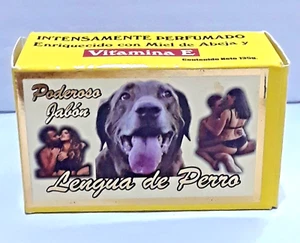 INTENSAMENTE PERFUMADO
Enriquecido con Miel de Abeja y
Vitamina E
Contenido Neto 120g.
Poderoso
Jabón
Lengua de Perro